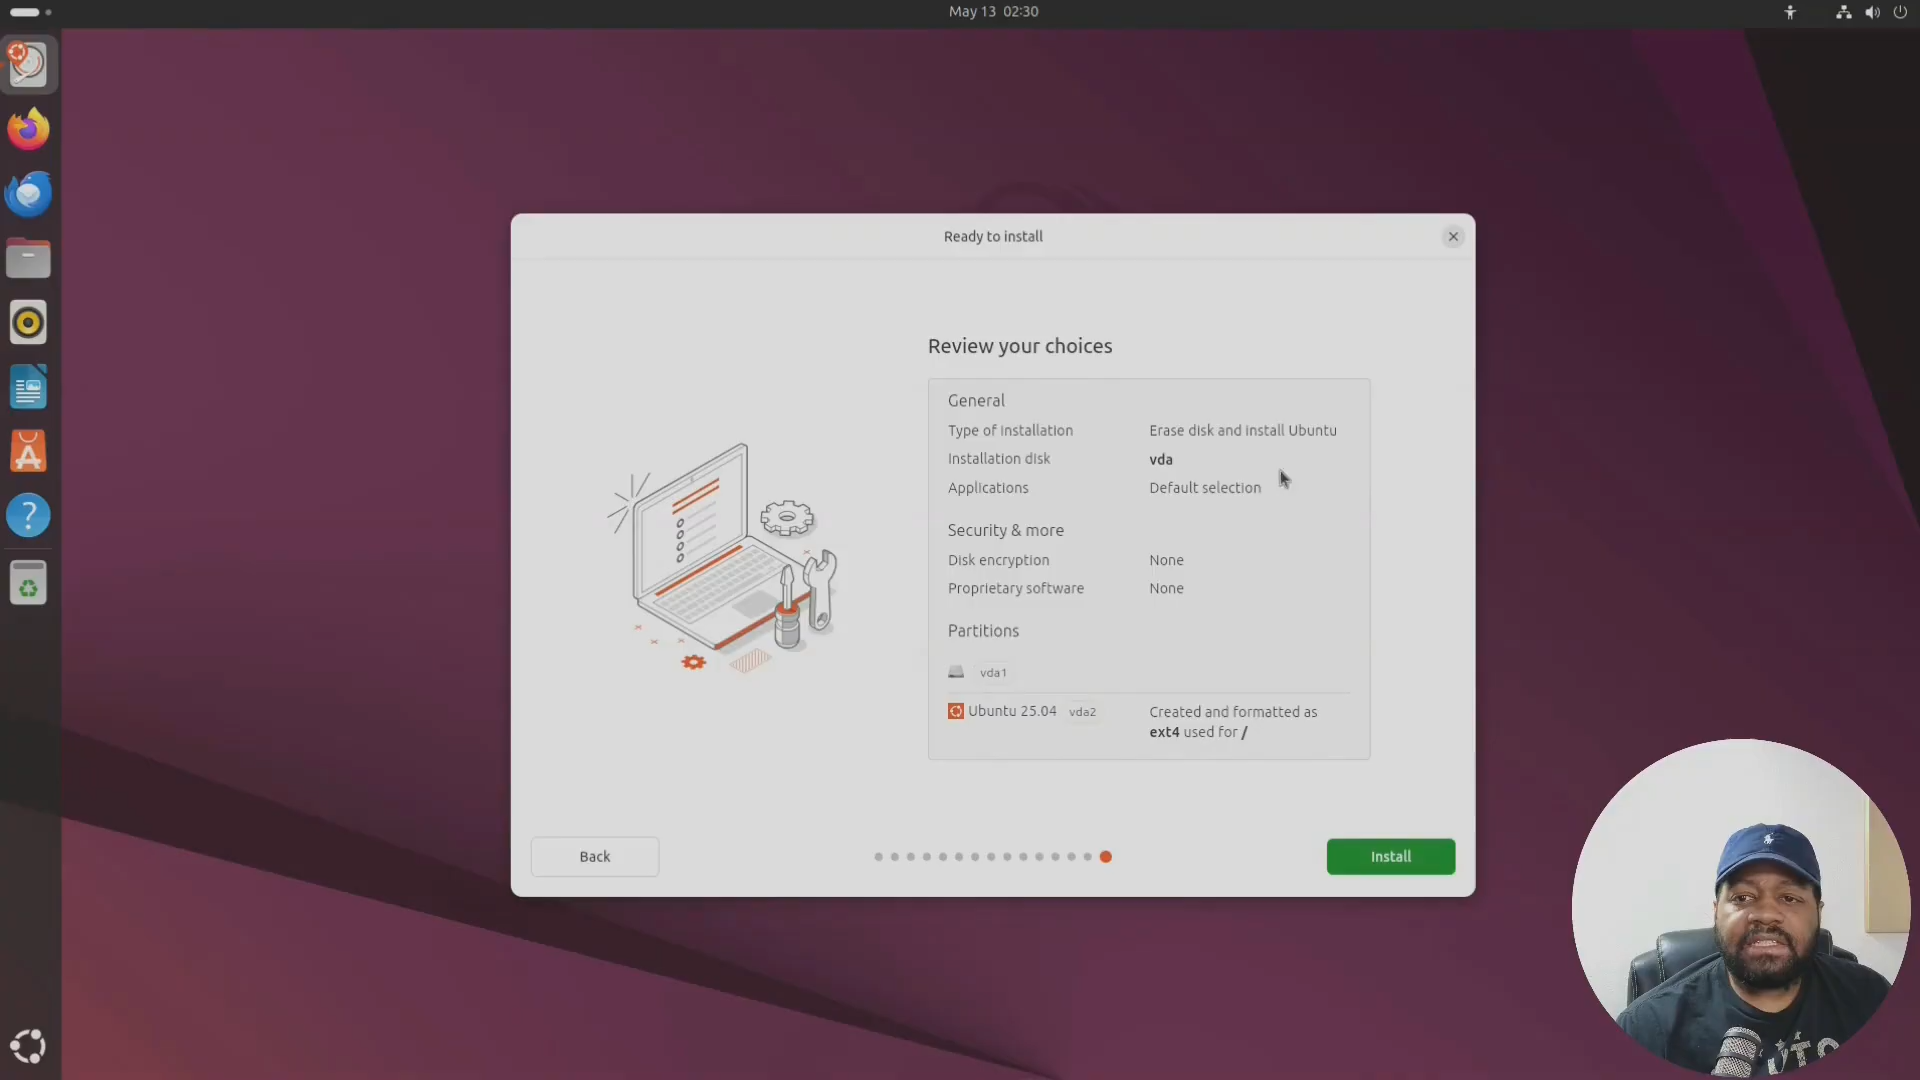 May 13 02:30
Ready to install
Review your choices
General
Type of installation Erase disk and install Ubuntu
Installation disk vda
Applications Default selection
Security & more
Disk encryption None
Proprietary software None
Partitions
vda1
Ubuntu 25.04 vda2 Created and formatted as
ext4 used for /
Back
Install